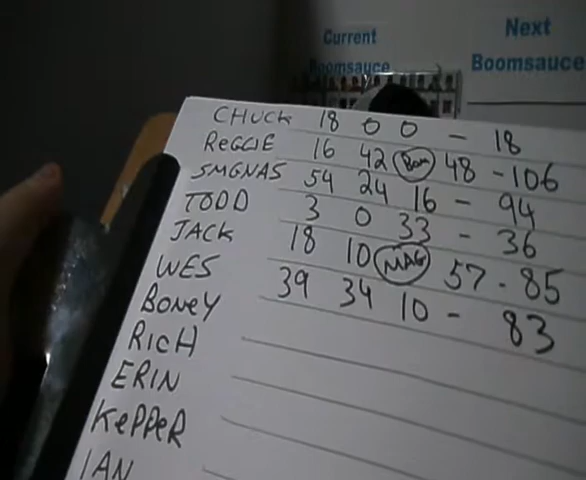 Current
Boomsauce
Next
Boomsauce
CHUCK 18 0 0 - 18
REGGIE 16 42 Bom 48 - 106
SMGNAS 54 24 16 - 94
TODD 3 0 33 - 36
JACK 18 10 MAG 57 - 85
WES 39 34 10 - 83
BONEY
RICH
ERIN
KEPPER
IAN